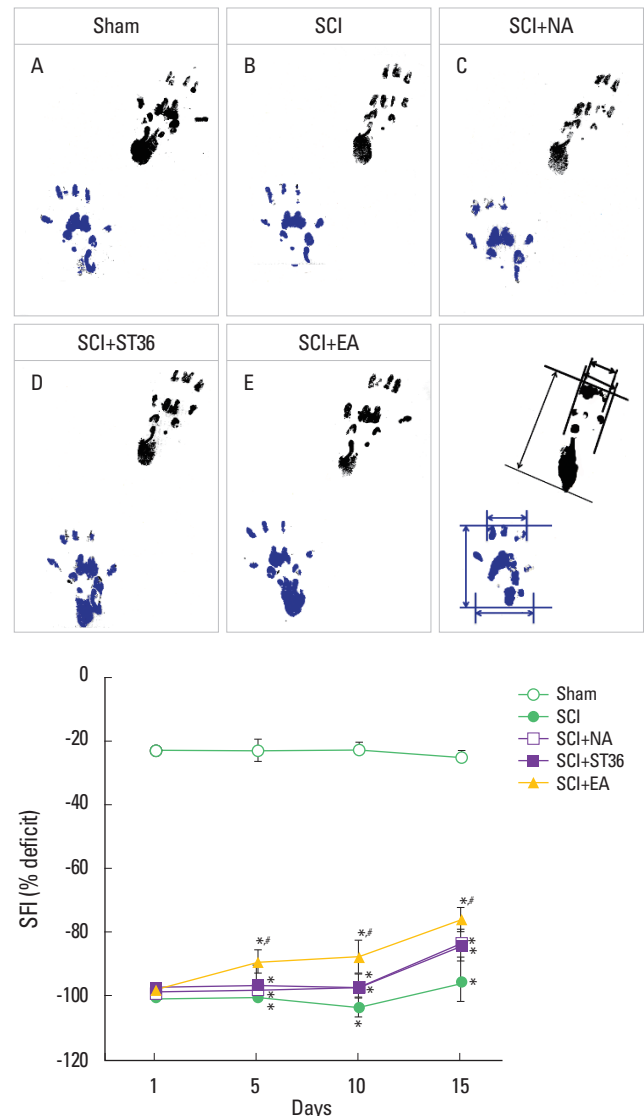 Sham
SCI
SCI+NA
A
B
C
SCI+ST36
SCI+EA
D
E
0
-20
-40
-60
-80
-100
-120
SFI (% deficit)
*,#
*
*
*
*,#
*
*
*
*,#
*
*
*
1
5
10
15
Days
Sham
SCI
SCI+NA
SCI+ST36
SCI+EA